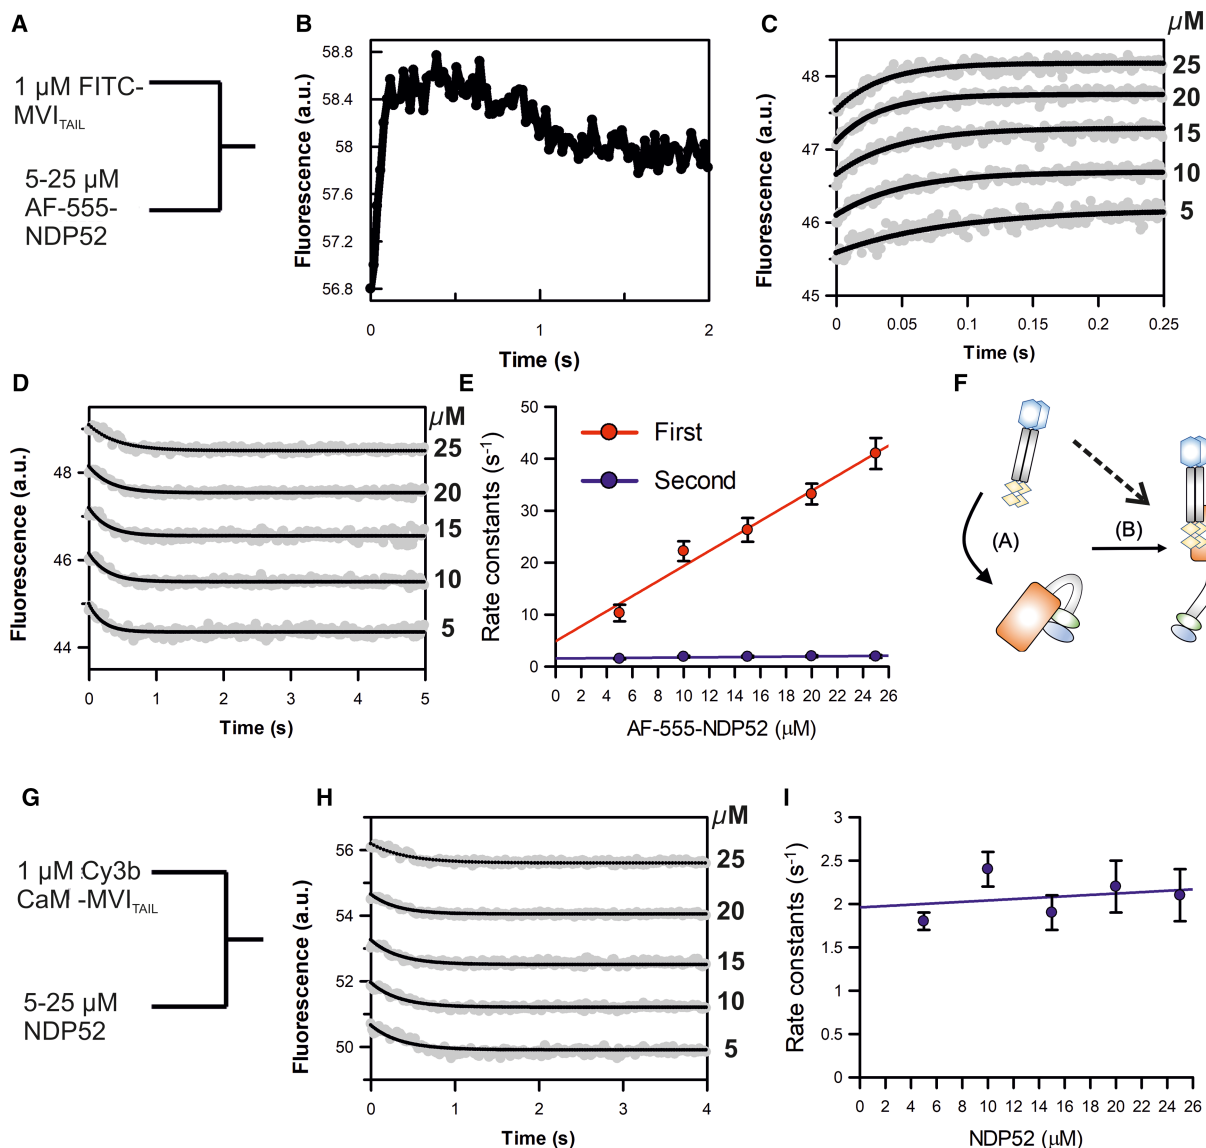 A
1 µM FITC-
MVITAIL
5-25 µM
AF-555-
NDP52
B
Fluorescence (a.u.)
58.8
58.4
58
57.6
57.2
56.8
0
1
2
Time (s)
C
µM
Fluorescence (a.u.)
48
47
46
45
25
20
15
10
5
0
0.05
0.1
0.15
0.2
0.25
Time (s)
D
µM
Fluorescence (a.u.)
48
46
44
25
20
15
10
5
0
1
2
3
4
5
Time (s)
E
Rate constants (s-1)
50
40
30
20
10
0
First
Second
0 2 4 6 8 10 12 14 16 18 20 22 24 26
AF-555-NDP52 (µM)
F
(A)
(B)
G
1 µM Cy3b
CaM -MVITAIL
5-25 µM
NDP52
H
µM
Fluorescence (a.u.)
56
54
52
50
25
20
15
10
5
0
1
2
3
4
Time (s)
I
Rate constants (s-1)
3
2.5
2
1.5
1
0.5
0
0 2 4 6 8 10 12 14 16 18 20 22 24 26
NDP52 (µM)